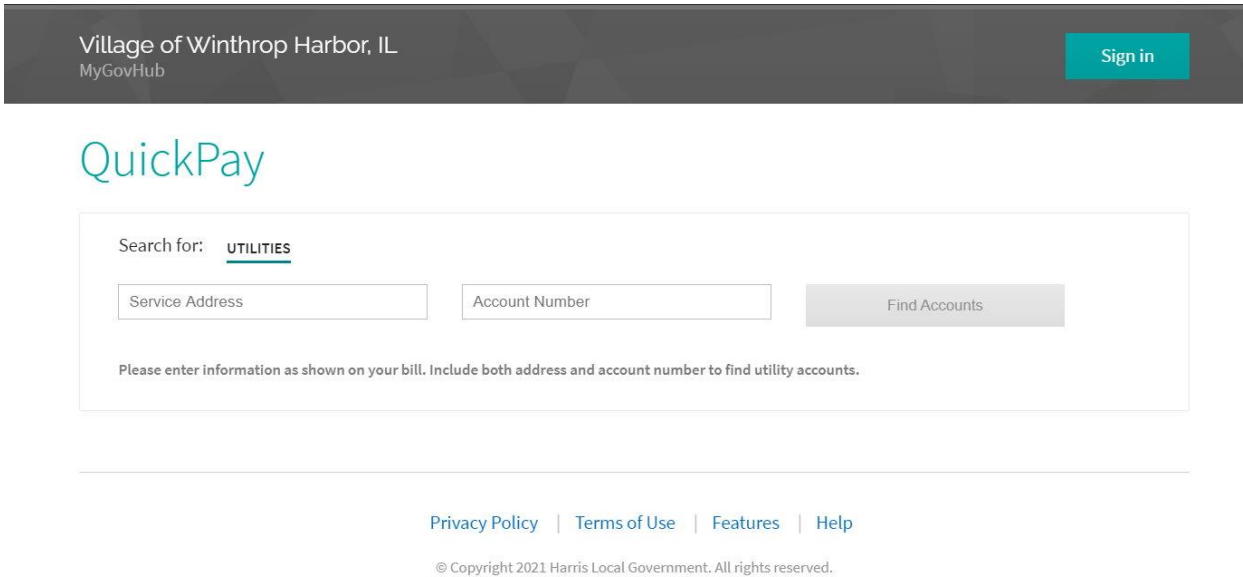 Village of Winthrop Harbor, IL
MyGovHub
Sign in
QuickPay
Search for: UTILITIES
Service Address Account Number Find Accounts
Please enter information as shown on your bill. Include both address and account number to find utility accounts.
Privacy Policy | Terms of Use | Features | Help
© Copyright 2021 Harris Local Government. All rights reserved.